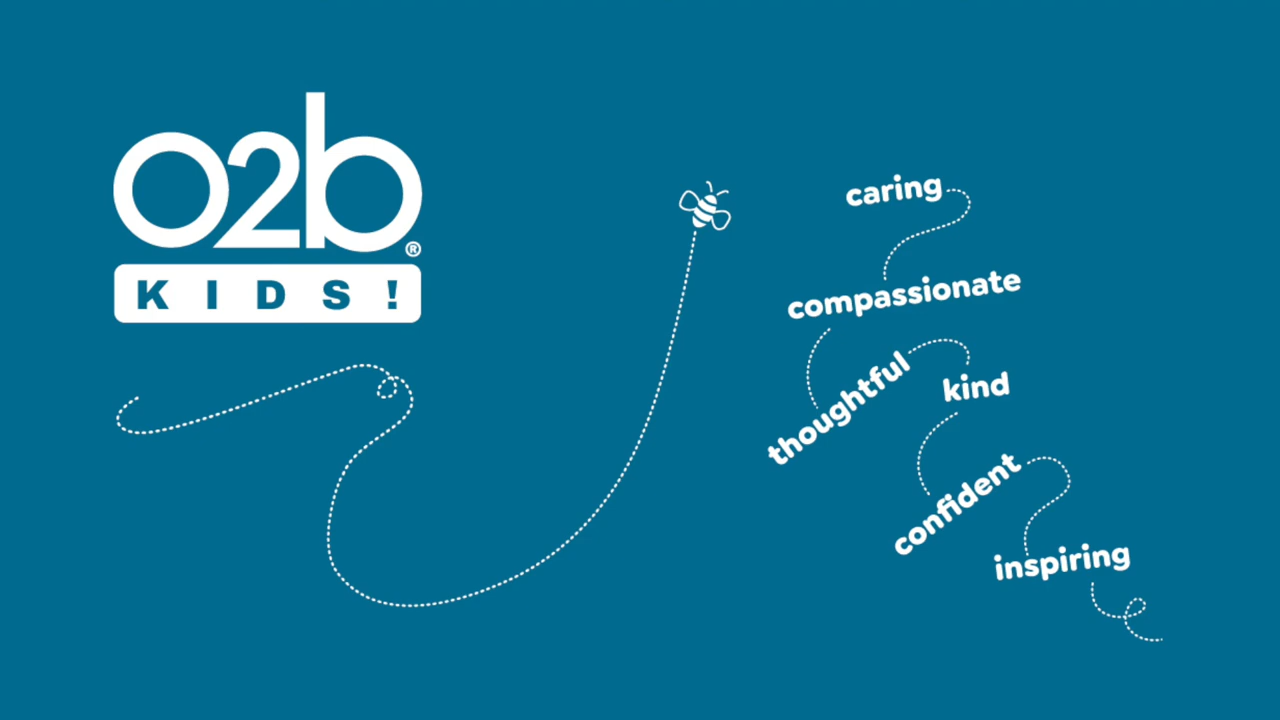 o2b®
KIDS!
caring
compassionate
thoughtful
kind
confident
inspiring